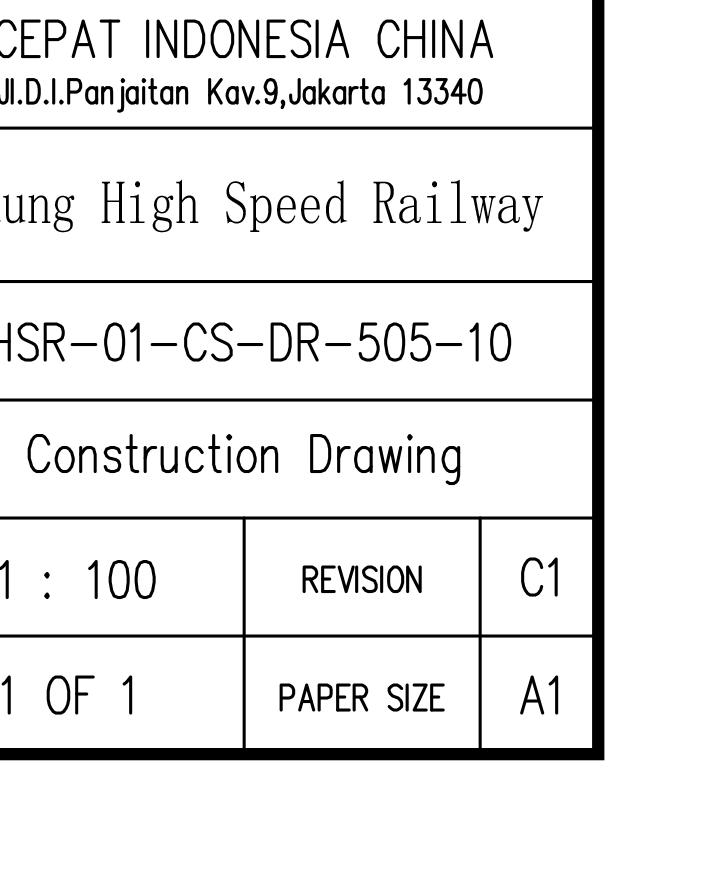 CEPAT INDONESIA CHINA
Jl.D.I.Panjaitan Kav.9,Jakarta 13340
ung High Speed Railway
HSR-01-CS-DR-505-10
Construction Drawing
1 : 100 REVISION C1
1 OF 1 PAPER SIZE A1